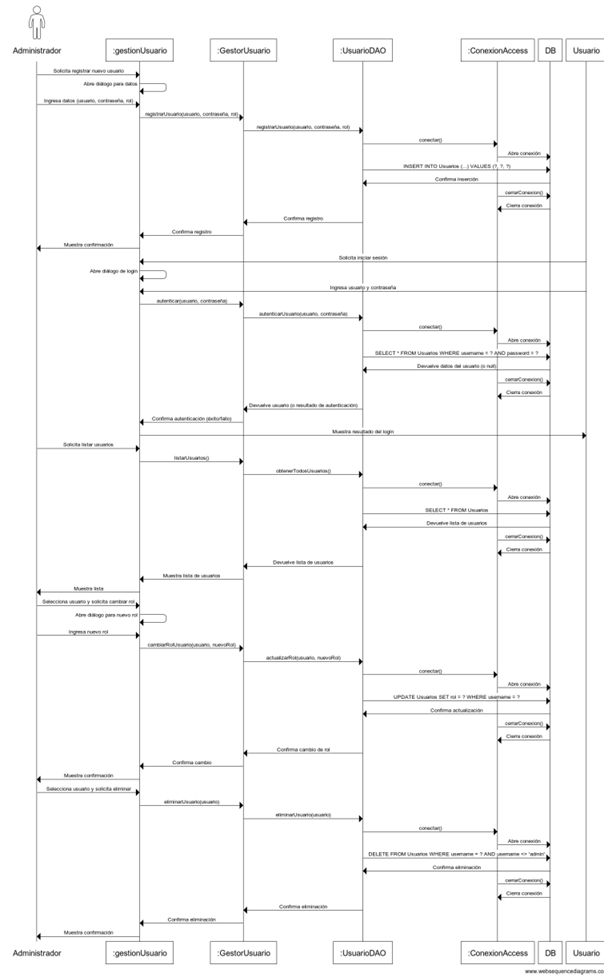 Administrador :gestionUsuario :GestorUsuario :UsuarioDAO :ConexionAccess DB Usuario
Solicita registrar nuevo usuario
Abre diálogo para datos
Ingresa datos (usuario, contraseña, rol)
registrarUsuario(usuario, contraseña, rol)
registrarUsuario(usuario, contraseña, rol)
conectar()
Abre conexión
INSERT INTO Usuarios (...) VALUES (?, ?, ?)
Confirma inserción
cerrarConexion()
Cierra conexión
Confirma registro
Confirma registro
Muestra confirmación
Solicita iniciar sesión
Abre diálogo de login
Ingresa usuario y contraseña
autenticar(usuario, contraseña)
autenticarUsuario(usuario, contraseña)
conectar()
Abre conexión
SELECT * FROM Usuarios WHERE username = ? AND password = ?
Devuelve datos del usuario (o null)
cerrarConexion()
Cierra conexión
Devuelve usuario (o resultado de autenticación)
Confirma autenticación (éxito/fallo)
Muestra resultado del login
Solicita listar usuarios
listarUsuarios()
obtenerTodosUsuarios()
conectar()
Abre conexión
SELECT * FROM Usuarios
Devuelve lista de usuarios
cerrarConexion()
Cierra conexión
Devuelve lista de usuarios
Muestra lista de usuarios
Muestra lista
Selecciona usuario y solicita cambiar rol
Abre diálogo para nuevo rol
Ingresa nuevo rol
cambiarRolUsuario(usuario, nuevoRol)
actualizarRol(usuario, nuevoRol)
conectar()
Abre conexión
UPDATE Usuarios SET rol = ? WHERE username = ?
Confirma actualización
cerrarConexion()
Cierra conexión
Confirma cambio de rol
Confirma cambio
Muestra confirmación
Selecciona usuario y solicita eliminar
eliminarUsuario(usuario)
eliminarUsuario(usuario)
conectar()
Abre conexión
DELETE FROM Usuarios WHERE username = ? AND username <> 'admin'
Confirma eliminación
cerrarConexion()
Cierra conexión
Confirma eliminación
Confirma eliminación
Muestra confirmación
Administrador :gestionUsuario :GestorUsuario :UsuarioDAO :ConexionAccess DB Usuario
www.websequencediagrams.co